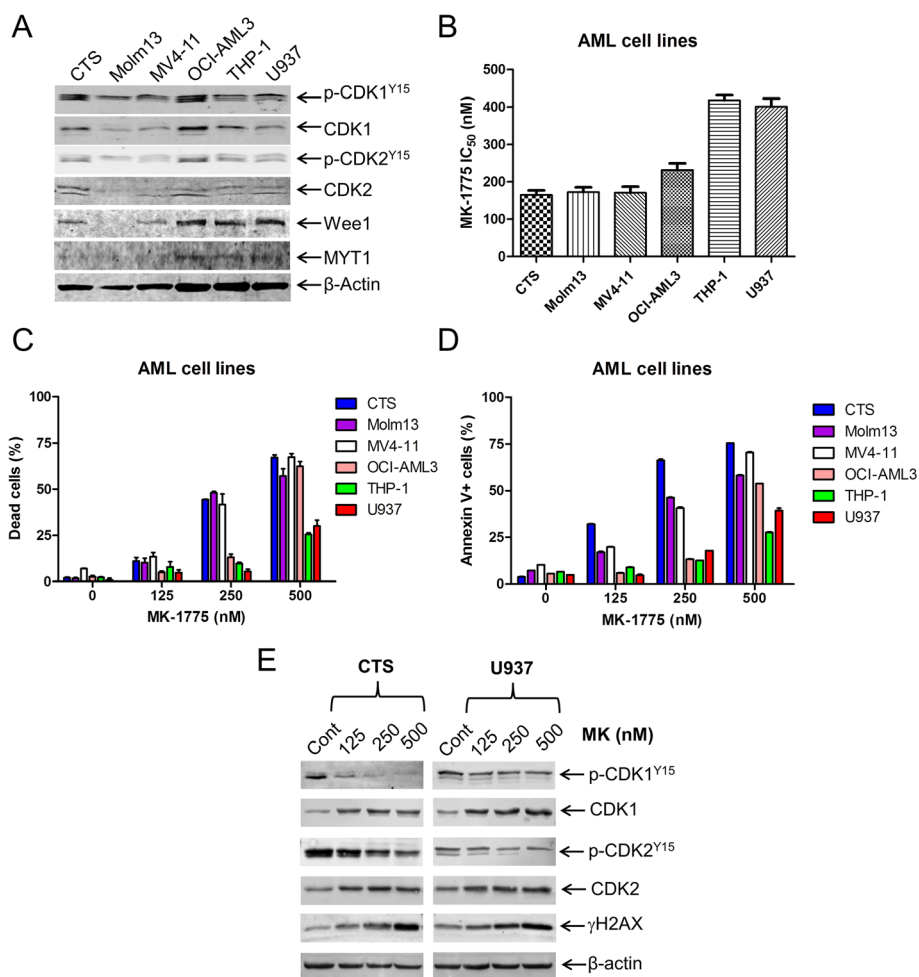 A
CTS
Molm13
MV4-11
OCI-AML3
THP-1
U937
p-CDK1Y15
CDK1
p-CDK2Y15
CDK2
Wee1
MYT1
β-Actin
B
AML cell lines
MK-1775 IC50 (nM)
500
400
300
200
100
0
CTS
Molm13
MV4-11
OCI-AML3
THP-1
U937
C
AML cell lines
Dead cells (%)
100
75
50
25
0
0 125 250 500
MK-1775 (nM)
CTS
Molm13
MV4-11
OCI-AML3
THP-1
U937
D
AML cell lines
Annexin V+ cells (%)
100
75
50
25
0
0 125 250 500
MK-1775 (nM)
CTS
Molm13
MV4-11
OCI-AML3
THP-1
U937
E
CTS U937
Cont 125 250 500 Cont 125 250 500 MK (nM)
p-CDK1Y15
CDK1
p-CDK2Y15
CDK2
γH2AX
β-actin